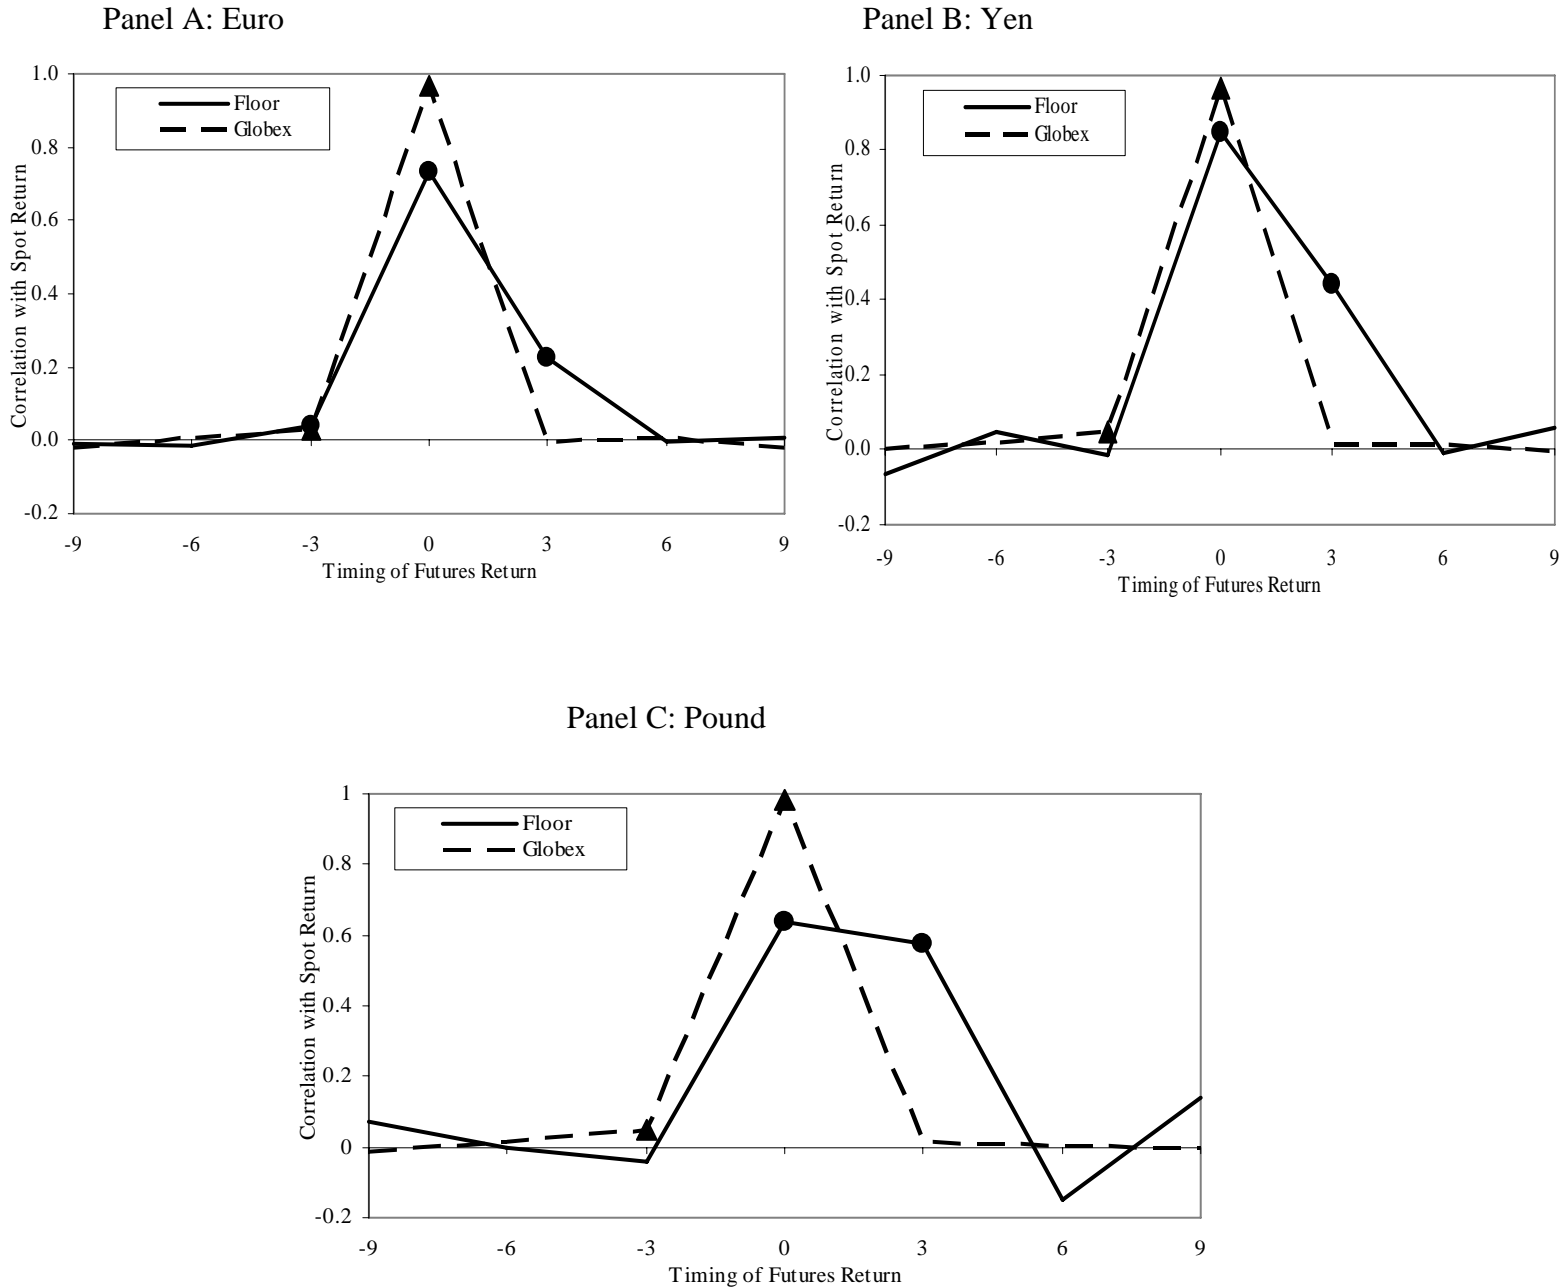 Panel A: Euro
1.0
0.8
0.6
0.4
0.2
0.0
-0.2
Correlation with Spot Return
Floor
Globex
-9 -6 -3 0 3 6 9
Timing of Futures Return
Panel B: Yen
1.0
0.8
0.6
0.4
0.2
0.0
-0.2
Correlation with Spot Return
Floor
Globex
-9 -6 -3 0 3 6 9
Timing of Futures Return
Panel C: Pound
1
0.8
0.6
0.4
0.2
0
-0.2
Correlation with Spot Return
Floor
Globex
-9 -6 -3 0 3 6 9
Timing of Futures Return